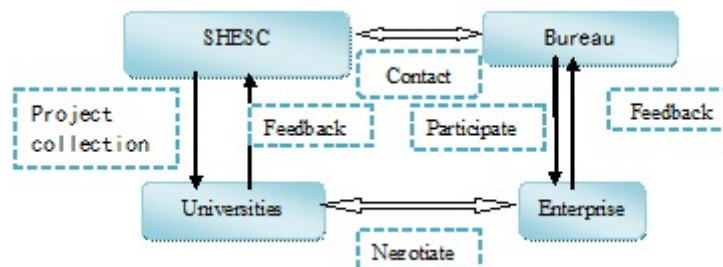 SHESC
Bureau
Contact
Project
collection
Feedback
Participate
Feedback
Universities
Enterprise
Negotiate